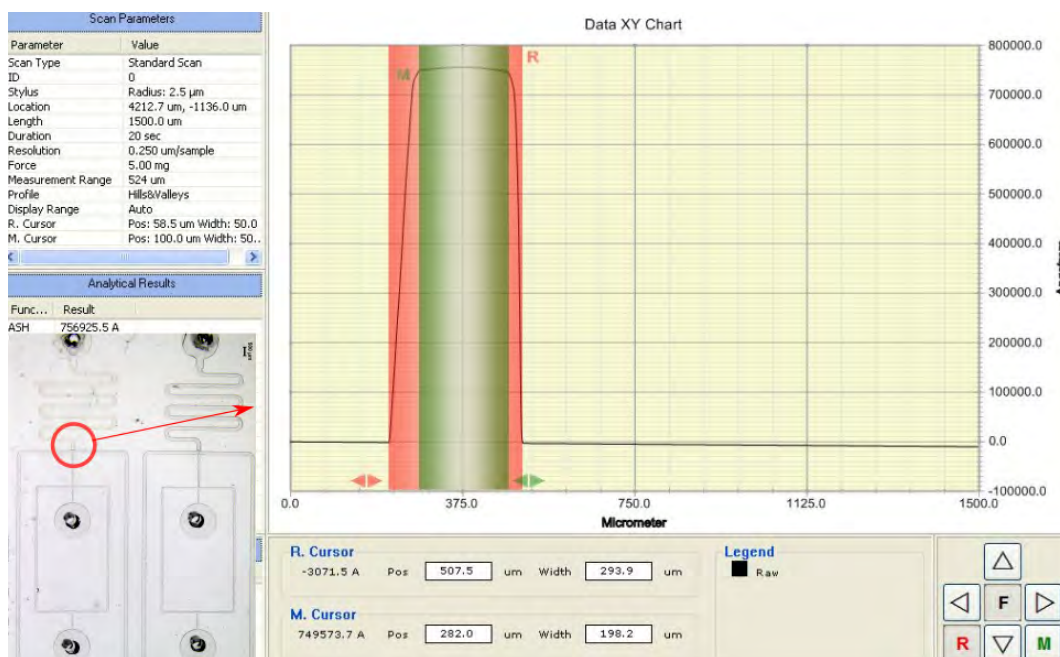 Scan Parameters
Parameter Value
Scan Type Standard Scan
ID 0
Stylus Radius: 2.5 µm
Location 4212.7 um, -1136.0 um
Length 1500.0 um
Duration 20 sec
Resolution 0.250 um/sample
Force 5.00 mg
Measurement Range 524 um
Profile Hills&Valleys
Display Range Auto
R. Cursor Pos: 58.5 um Width: 50.0
M. Cursor Pos: 100.0 um Width: 50...
Analytical Results
Func... Result
ASH 756925.5 A
Data XY Chart
M
R
800000.0
700000.0
600000.0
500000.0
400000.0
300000.0
200000.0
100000.0
0.0
-100000.0
0.0 375.0 750.0 1125.0 1500.0
Micrometer
R. Cursor
-3071.5 A Pos 507.5 um Width 293.9 um
M. Cursor
749573.7 A Pos 282.0 um Width 198.2 um
Legend
Raw
F
R M